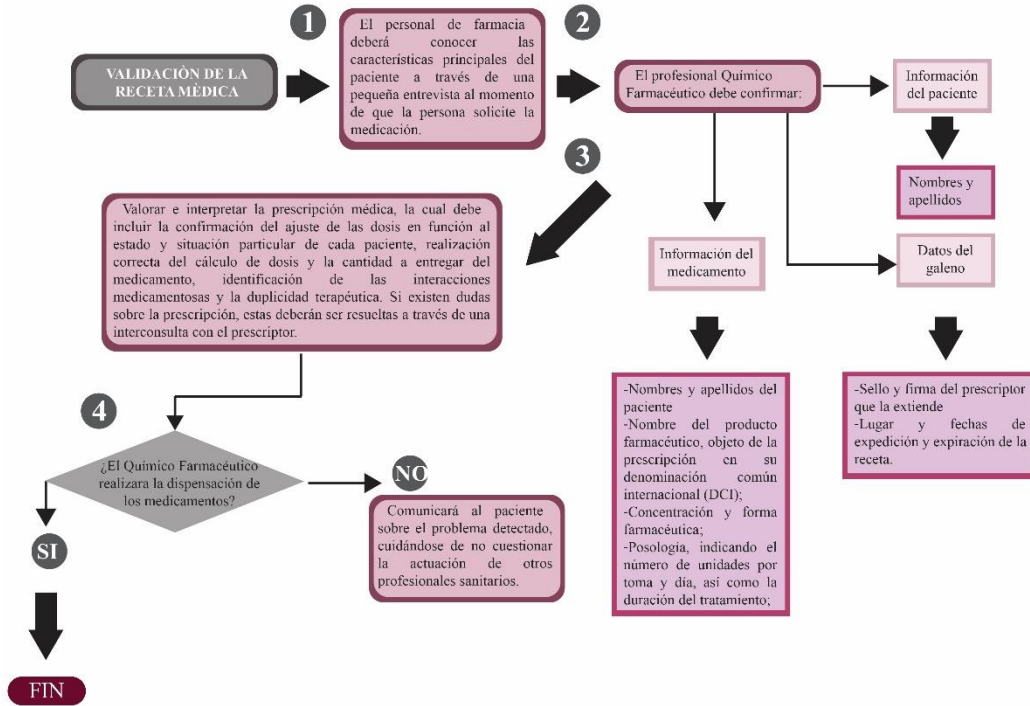 VALIDACIÒN DE LA
RECETA MÈDICA
1
El personal de farmacia
deberá conocer las
características principales del
paciente a través de una
pequeña entrevista al momento
de que la persona solicite la
medicación.
2
El profesional Químico
Farmacéutico debe confirmar:
Información
del paciente
Nombres y
apellidos
Información del
medicamento
Datos del
galeno
-Nombres y apellidos del
paciente
-Nombre del producto
farmacéutico, objeto de la
prescripción en su
denominación común
internacional (DCI);
-Concentración y forma
farmacéutica;
-Posología, indicando el
número de unidades por
toma y día, así como la
duración del tratamiento;
-Sello y firma del prescriptor
que la extiende
-Lugar y fechas de
expedición y expiración de la
receta.
3
Valorar e interpretar la prescripción médica, la cual debe
incluir la confirmación del ajuste de las dosis en función al
estado y situación particular de cada paciente, realización
correcta del cálculo de dosis y la cantidad a entregar del
medicamento, identificación de las interacciones
medicamentosas y la duplicidad terapéutica. Si existen dudas
sobre la prescripción, estas deberán ser resueltas a través de una
interconsulta con el prescriptor.
4
¿El Químico Farmacéutico
realizara la dispensación de
los medicamentos?
NO
Comunicará al paciente
sobre el problema detectado,
cuidándose de no cuestionar
la actuación de otros
profesionales sanitarios.
SI
FIN